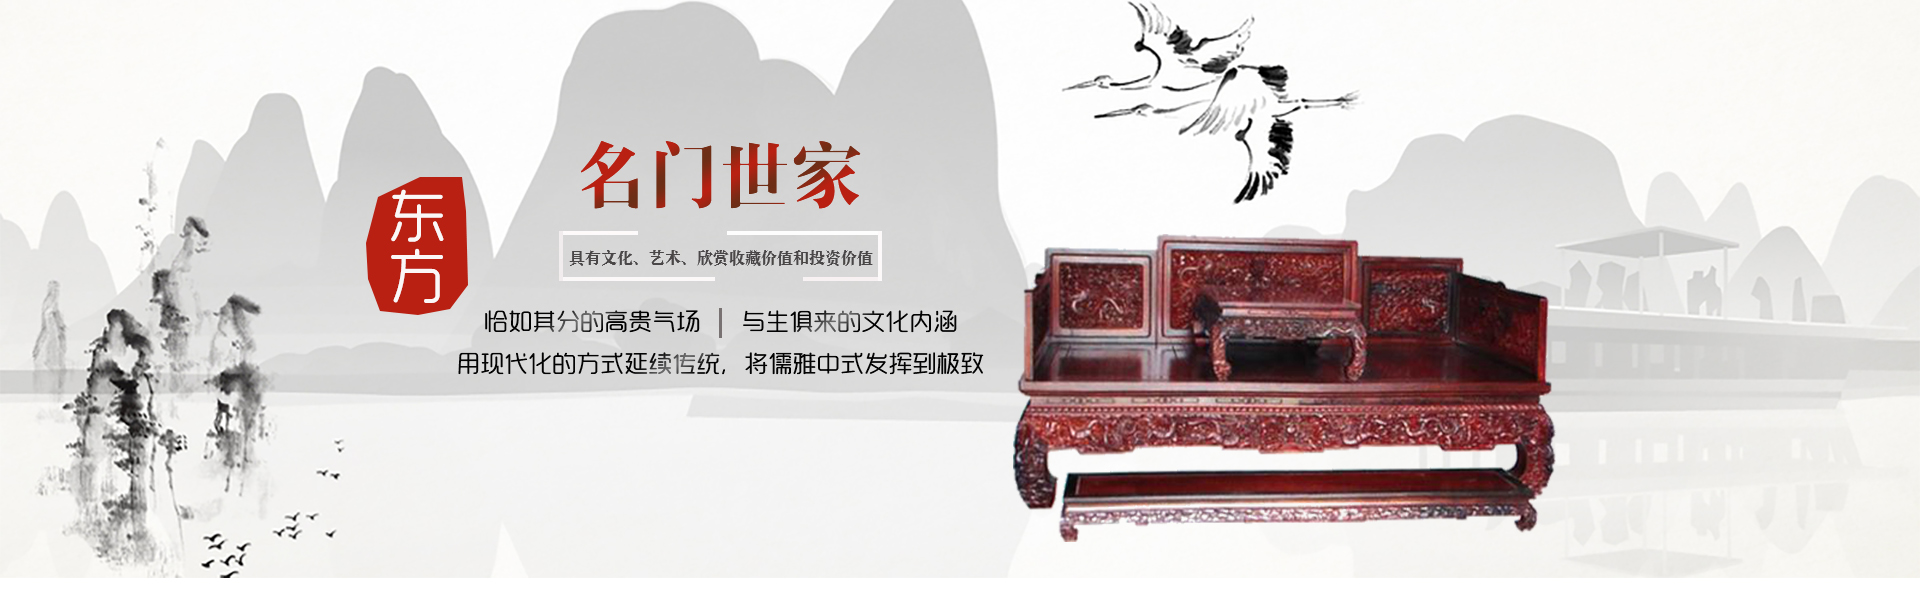 东方
名门世家
具有文化、艺术、欣赏收藏价值和投资价值
恰如其分的高贵气场 | 与生俱来的文化内涵
用现代化的方式延续传统，将儒雅中式发挥到极致